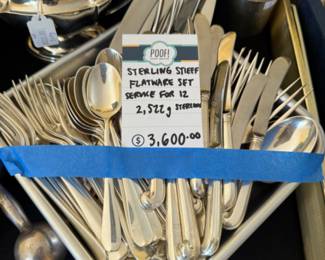 POOF!
STERLING STIEFF
FLATWARE SET
SERVICE FOR 12
2,522g STERLING
$ 3,600.00